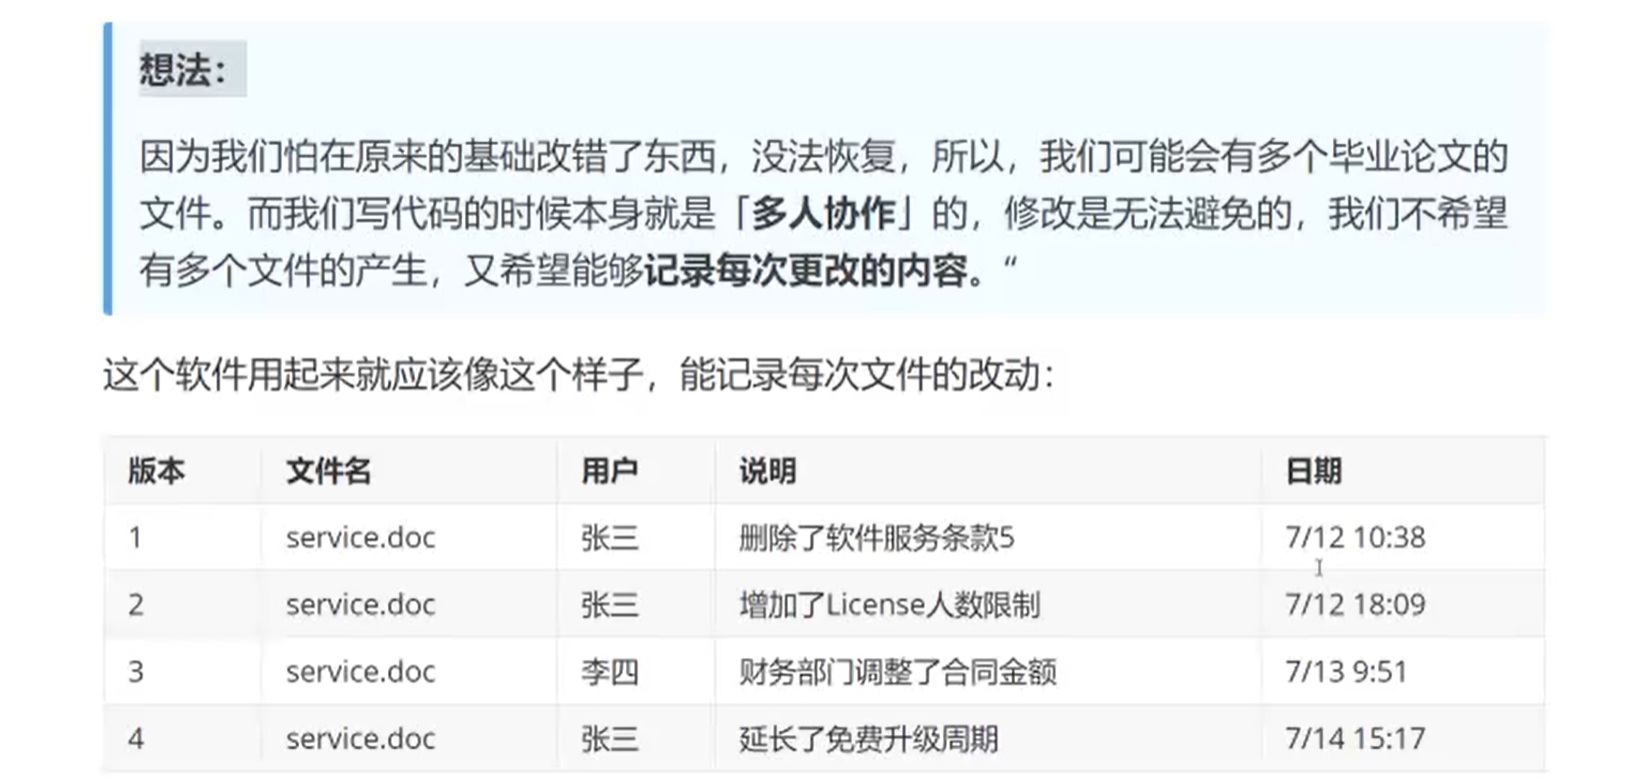 想法：
因为我们怕在原来的基础改错了东西，没法恢复，所以，我们可能会有多个毕业论文的
文件。而我们写代码的时候本身就是「多人协作」的，修改是无法避免的，我们不希望
有多个文件的产生，又希望能够记录每次更改的内容。“
这个软件用起来就应该像这个样子，能记录每次文件的改动：
版本 文件名 用户 说明 日期
1 service.doc 张三 删除了软件服务条款5 7/12 10:38
2 service.doc 张三 增加了License人数限制 7/12 18:09
3 service.doc 李四 财务部门调整了合同金额 7/13 9:51
4 service.doc 张三 延长了免费升级周期 7/14 15:17